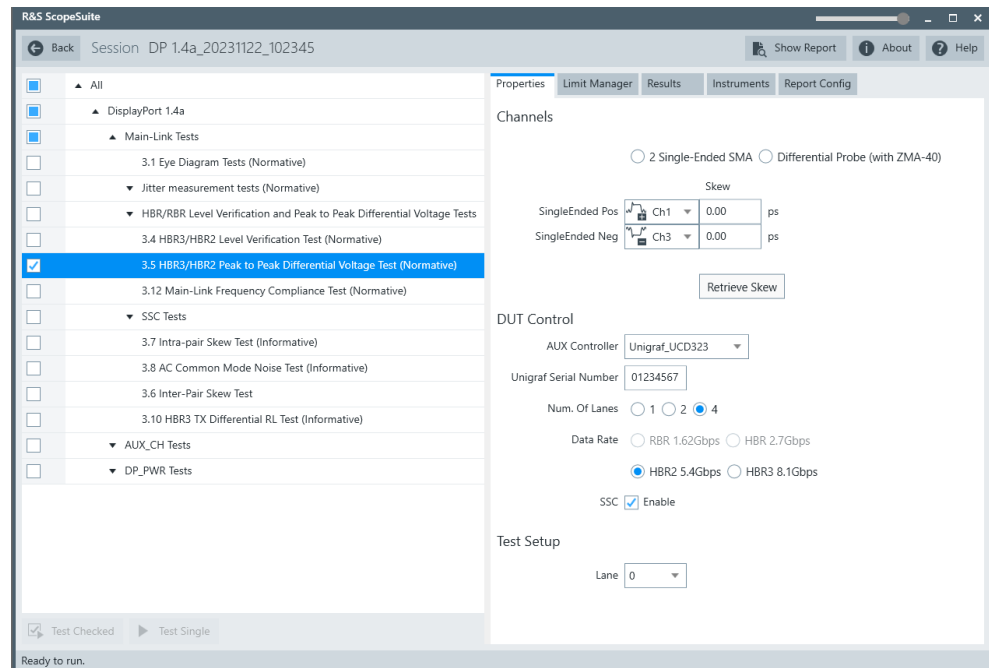 R&S ScopeSuite
Back Session DP 1.4a_20231122_102345 Show Report About Help
All
DisplayPort 1.4a
Main-Link Tests
3.1 Eye Diagram Tests (Normative)
Jitter measurement tests (Normative)
HBR/RBR Level Verification and Peak to Peak Differential Voltage Tests
3.4 HBR3/HBR2 Level Verification Test (Normative)
3.5 HBR3/HBR2 Peak to Peak Differential Voltage Test (Normative)
3.12 Main-Link Frequency Compliance Test (Normative)
SSC Tests
3.7 Intra-pair Skew Test (Informative)
3.8 AC Common Mode Noise Test (Informative)
3.6 Inter-Pair Skew Test
3.10 HBR3 TX Differential RL Test (Informative)
AUX_CH Tests
DP_PWR Tests
Test Checked Test Single
Properties Limit Manager Results Instruments Report Config
Channels
2 Single-Ended SMA Differential Probe (with ZMA-40)
Skew
SingleEnded Pos Ch1 0.00 ps
SingleEnded Neg Ch3 0.00 ps
Retrieve Skew
DUT Control
AUX Controller Unigraf_UCD323
Unigraf Serial Number 01234567
Num. Of Lanes 1 2 4
Data Rate RBR 1.62Gbps HBR 2.7Gbps
HBR2 5.4Gbps HBR3 8.1Gbps
SSC Enable
Test Setup
Lane 0
Ready to run.